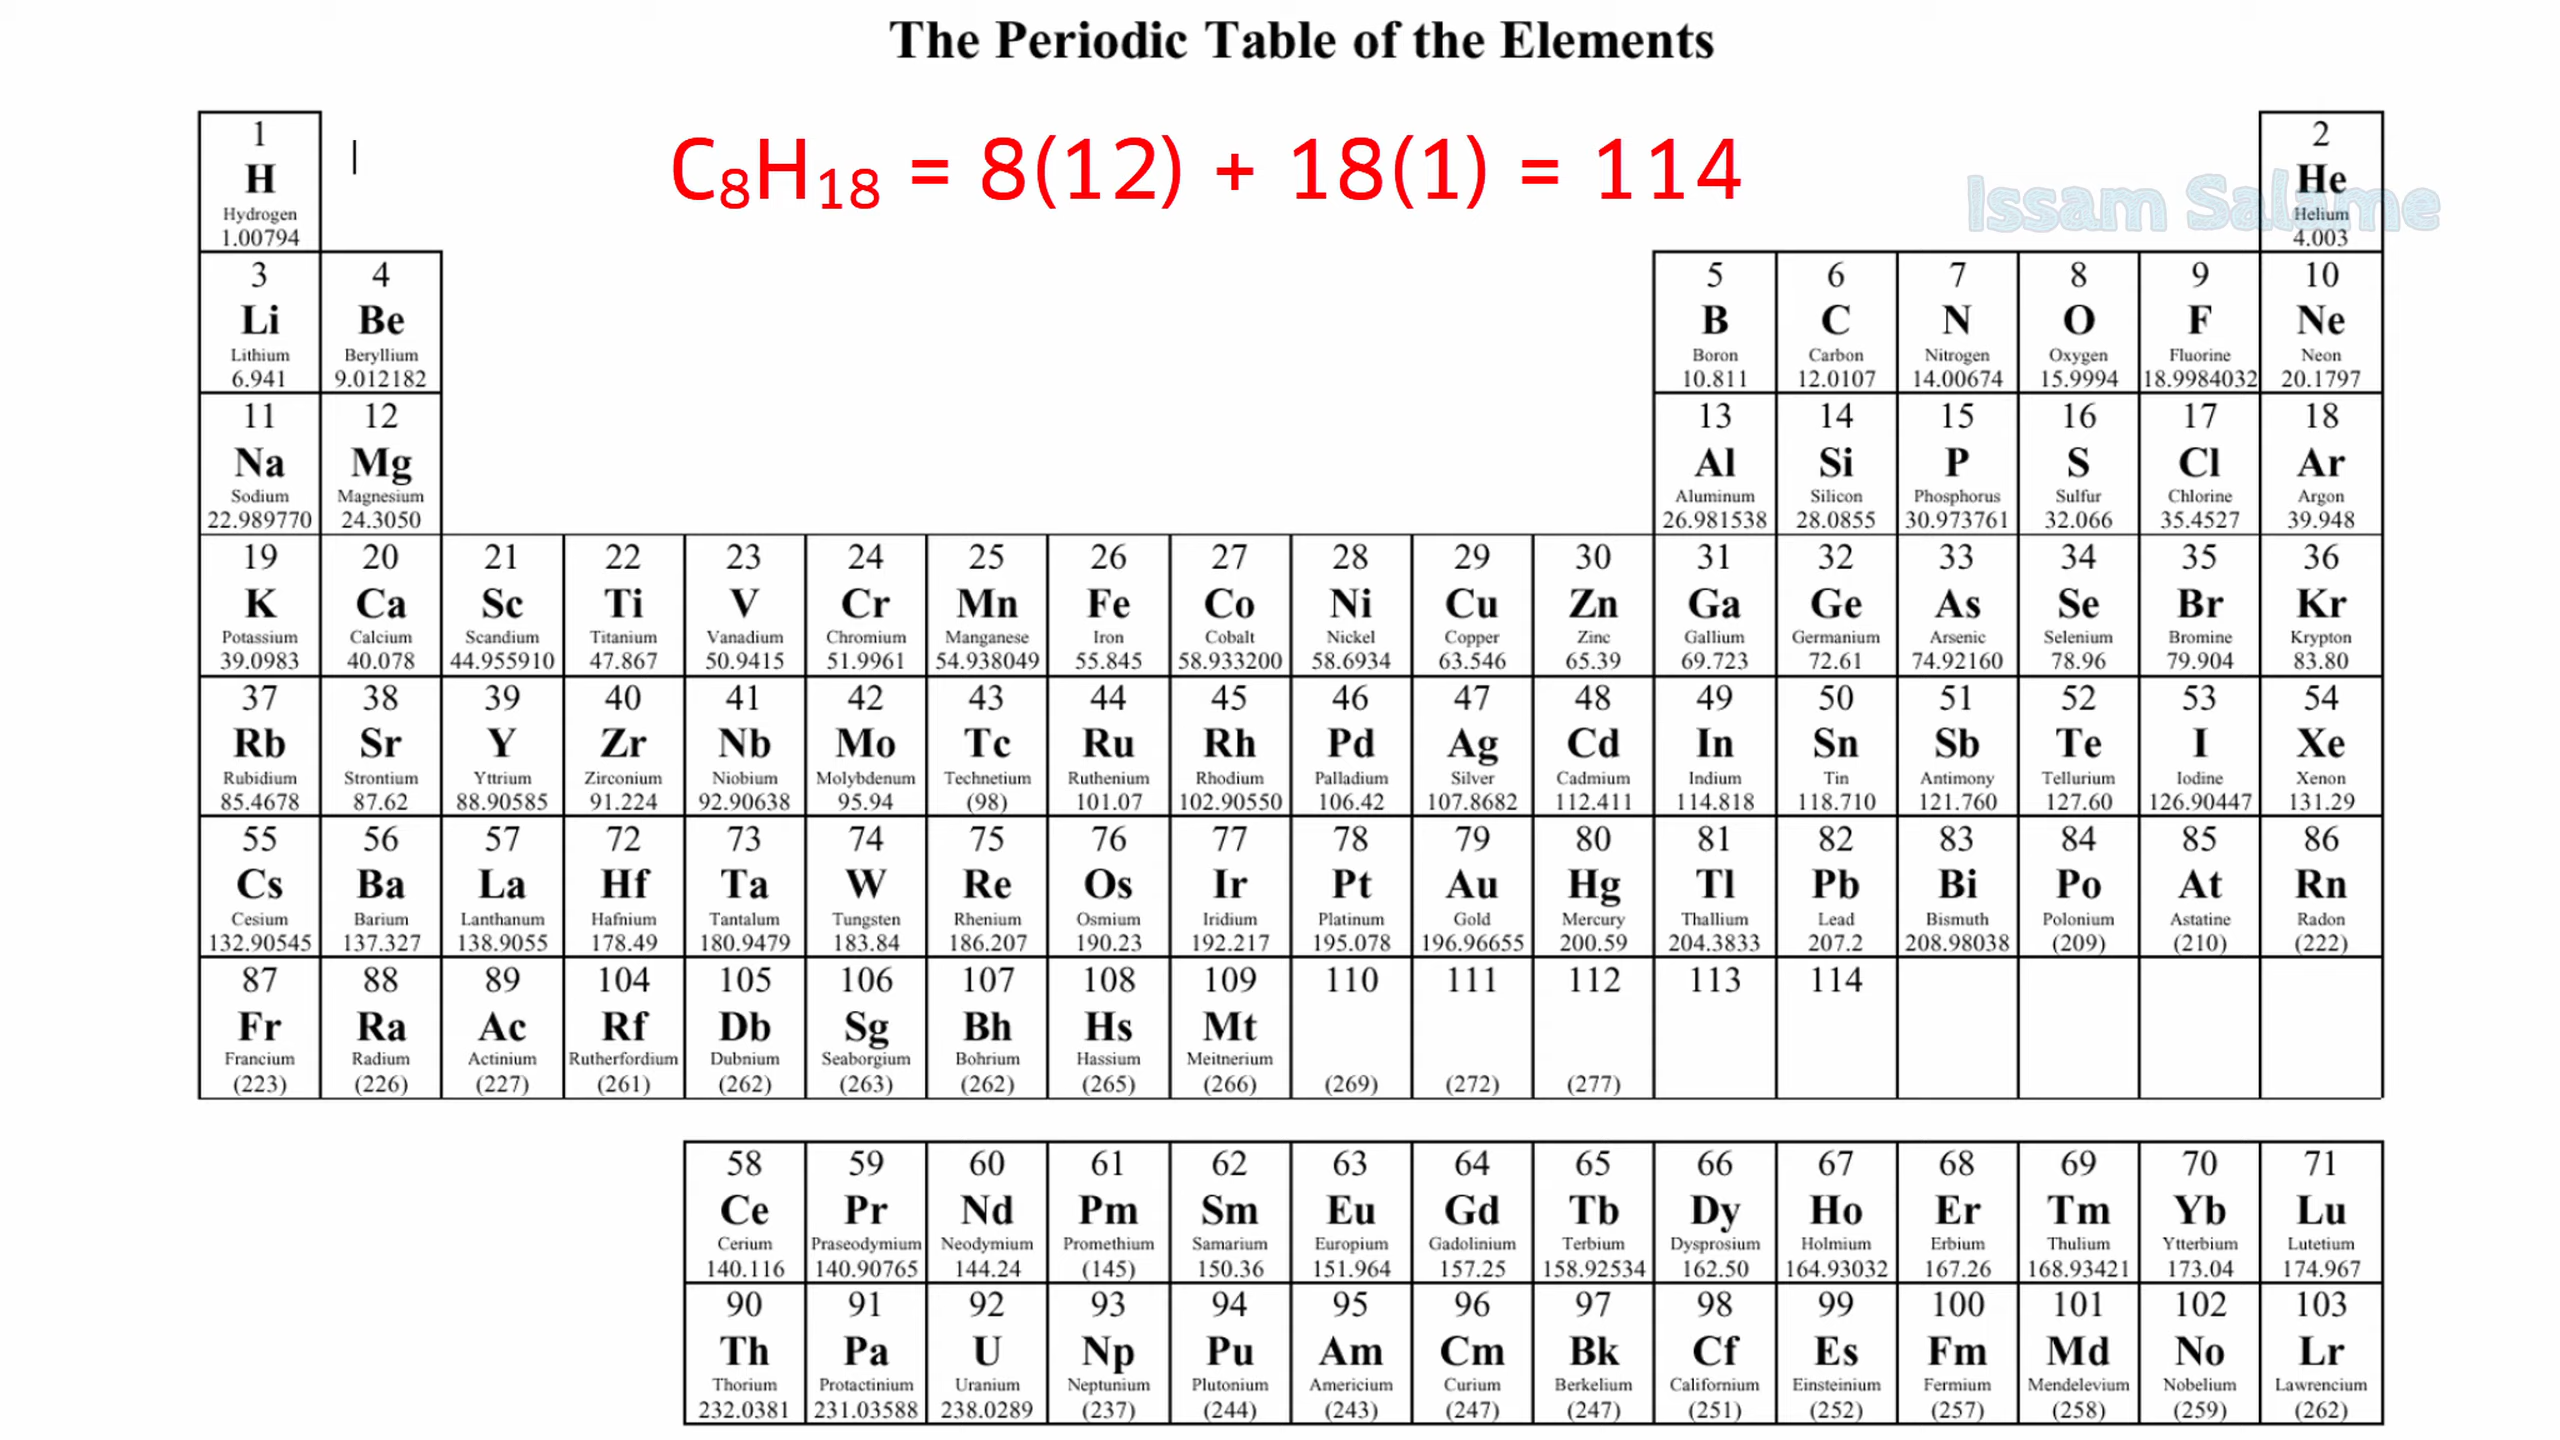 The Periodic Table of the Elements
C₈H₁₈ = 8(12) + 18(1) = 114
Issam Salame
1 2
H He
Hydrogen Helium
1.00794 4.003
3 4 5 6 7 8 9 10
Li Be B C N O F Ne
Lithium Beryllium Boron Carbon Nitrogen Oxygen Fluorine Neon
6.941 9.012182 10.811 12.0107 14.00674 15.9994 18.9984032 20.1797
11 12 13 14 15 16 17 18
Na Mg Al Si P S Cl Ar
Sodium Magnesium Aluminum Silicon Phosphorus Sulfur Chlorine Argon
22.989770 24.3050 26.981538 28.0855 30.973761 32.066 35.4527 39.948
19 20 21 22 23 24 25 26 27 28 29 30 31 32 33 34 35 36
K Ca Sc Ti V Cr Mn Fe Co Ni Cu Zn Ga Ge As Se Br Kr
Potassium Calcium Scandium Titanium Vanadium Chromium Manganese Iron Cobalt Nickel Copper Zinc Gallium Germanium Arsenic Selenium Bromine Krypton
39.0983 40.078 44.955910 47.867 50.9415 51.9961 54.938049 55.845 58.933200 58.6934 63.546 65.39 69.723 72.61 74.92160 78.96 79.904 83.80
37 38 39 40 41 42 43 44 45 46 47 48 49 50 51 52 53 54
Rb Sr Y Zr Nb Mo Tc Ru Rh Pd Ag Cd In Sn Sb Te I Xe
Rubidium Strontium Yttrium Zirconium Niobium Molybdenum Technetium Ruthenium Rhodium Palladium Silver Cadmium Indium Tin Antimony Tellurium Iodine Xenon
85.4678 87.62 88.90585 91.224 92.90638 95.94 (98) 101.07 102.90550 106.42 107.8682 112.411 114.818 118.710 121.760 127.60 126.90447 131.29
55 56 57 72 73 74 75 76 77 78 79 80 81 82 83 84 85 86
Cs Ba La Hf Ta W Re Os Ir Pt Au Hg Tl Pb Bi Po At Rn
Cesium Barium Lanthanum Hafnium Tantalum Tungsten Rhenium Osmium Iridium Platinum Gold Mercury Thallium Lead Bismuth Polonium Astatine Radon
132.90545 137.327 138.9055 178.49 180.9479 183.84 186.207 190.23 192.217 195.078 196.96655 200.59 204.3833 207.2 208.98038 (209) (210) (222)
87 88 89 104 105 106 107 108 109 110 111 112 113 114
Fr Ra Ac Rf Db Sg Bh Hs Mt
Francium Radium Actinium Rutherfordium Dubnium Seaborgium Bohrium Hassium Meitnerium
(223) (226) (227) (261) (262) (263) (262) (265) (266) (269) (272) (277)
58 59 60 61 62 63 64 65 66 67 68 69 70 71
Ce Pr Nd Pm Sm Eu Gd Tb Dy Ho Er Tm Yb Lu
Cerium Praseodymium Neodymium Promethium Samarium Europium Gadolinium Terbium Dysprosium Holmium Erbium Thulium Ytterbium Lutetium
140.116 140.90765 144.24 (145) 150.36 151.964 157.25 158.92534 162.50 164.93032 167.26 168.93421 173.04 174.967
90 91 92 93 94 95 96 97 98 99 100 101 102 103
Th Pa U Np Pu Am Cm Bk Cf Es Fm Md No Lr
Thorium Protactinium Uranium Neptunium Plutonium Americium Curium Berkelium Californium Einsteinium Fermium Mendelevium Nobelium Lawrencium
232.0381 231.03588 238.0289 (237) (244) (243) (247) (247) (251) (252) (257) (258) (259) (262)